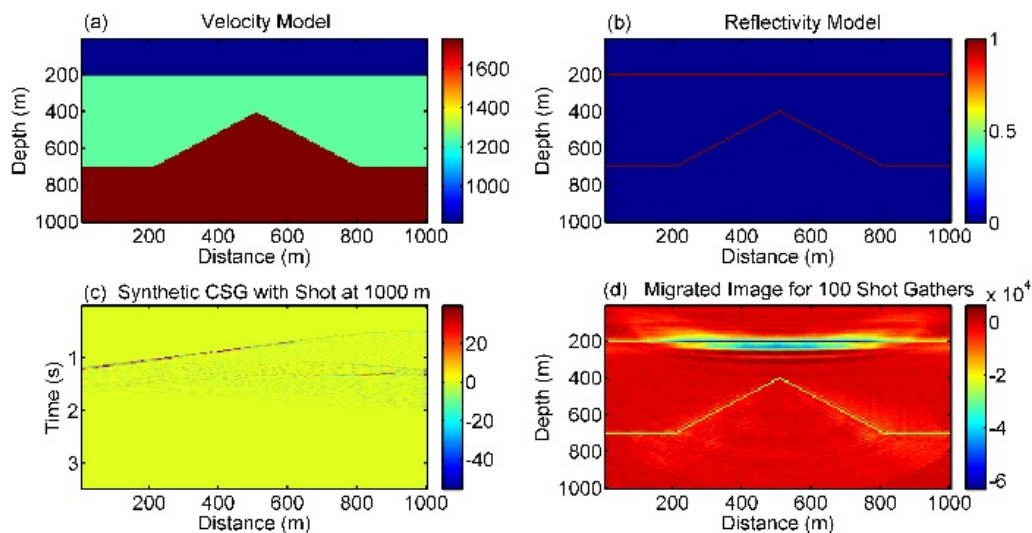 (a) Velocity Model
200
400
600
800
1000
Depth (m)
200 400 600 800 1000
Distance (m)
1600
1400
1200
1000
(b) Reflectivity Model
200
400
600
800
1000
Depth (m)
200 400 600 800 1000
Distance (m)
1
0.5
0
(c) Synthetic CSG with Shot at 1000 m
1
2
3
Time (s)
200 400 600 800 1000
Distance (m)
20
0
-20
-40
(d) Migrated Image for 100 Shot Gathers
x 10^4
200
400
600
800
1000
Depth (m)
200 400 600 800 1000
Distance (m)
0
-2
-4
-6